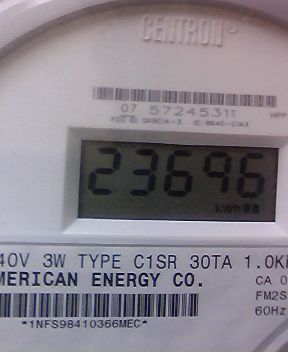 CENTRON®
07 57245311
23696
kWh
40V 3W TYPE C1SR 30TA 1.0K
MERICAN ENERGY CO.
CA 0
FM2S
60Hz
*1NFS98410366MEC*